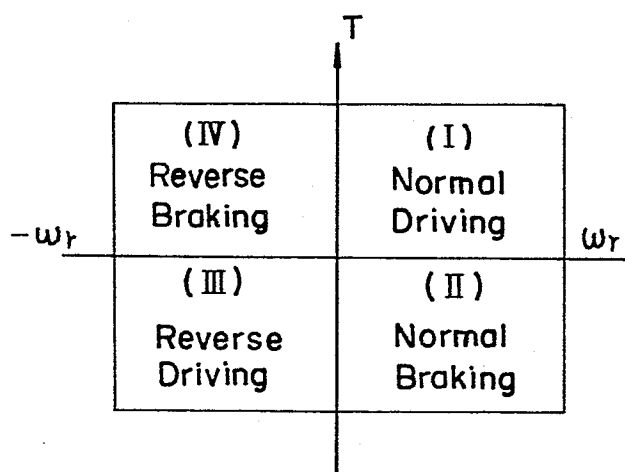 T
(IV)
Reverse
Braking
(I)
Normal
Driving
-ωr
ωr
(III)
Reverse
Driving
(II)
Normal
Braking